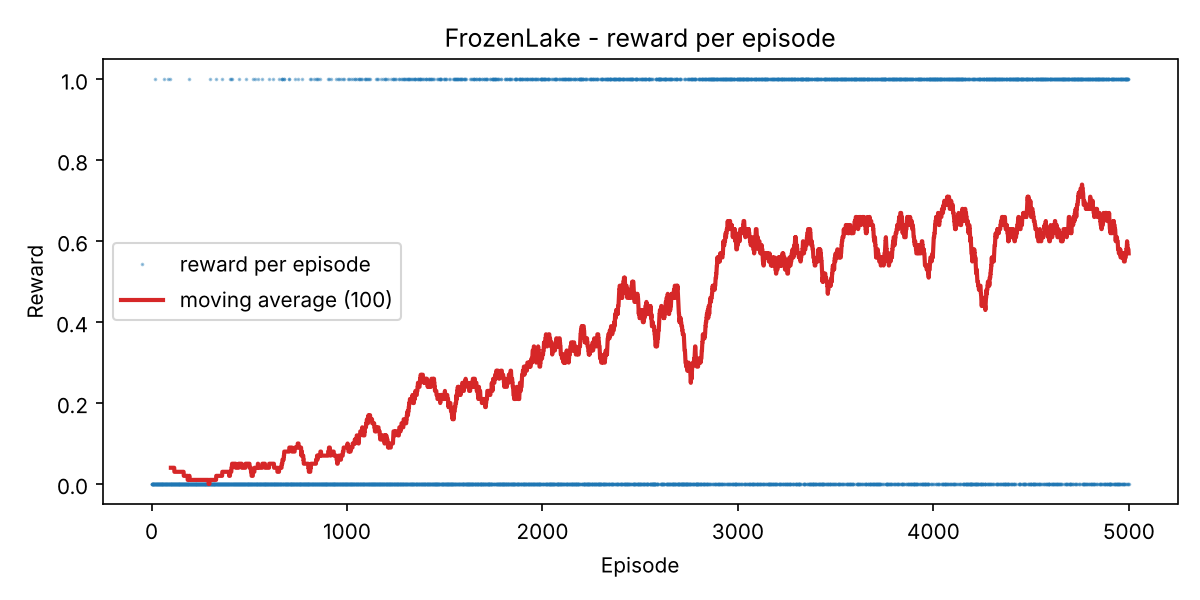 FrozenLake - reward per episode
1.0
0.8
0.6
0.4
0.2
0.0
Reward
reward per episode
moving average (100)
0
1000
2000
3000
4000
5000
Episode